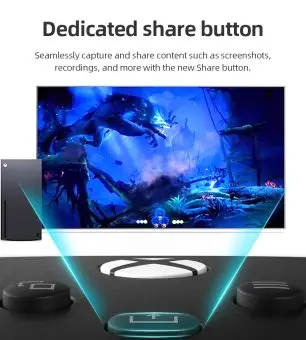 Dedicated share button
Seamlessly capture and share content such as screenshots,
recordings, and more with the new Share button.